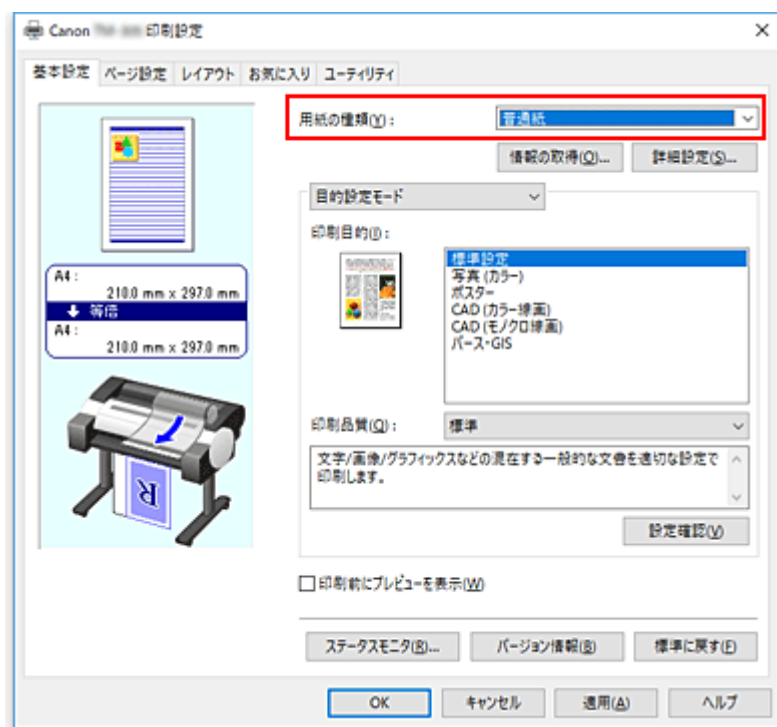 Canon 印刷設定
基本設定 ページ設定 レイアウト お気に入り ユーティリティ
用紙の種類(Y): 普通紙
情報の取得(O)... 詳細設定(S)...
目的設定モード
印刷目的(I):
標準設定
写真 (カラー)
ポスター
CAD (カラー線画)
CAD (モノクロ線画)
パース・GIS
A4 :
210.0 mm x 297.0 mm
等倍
A4 :
210.0 mm x 297.0 mm
R
印刷品質(Q): 標準
文字/画像/グラフィックスなどの混在する一般的な文書を適切な設定で
印刷します。
設定確認(V)
印刷前にプレビューを表示(W)
ステータスモニタ(R)... バージョン情報(B) 標準に戻す(F)
OK キャンセル 適用(A) ヘルプ